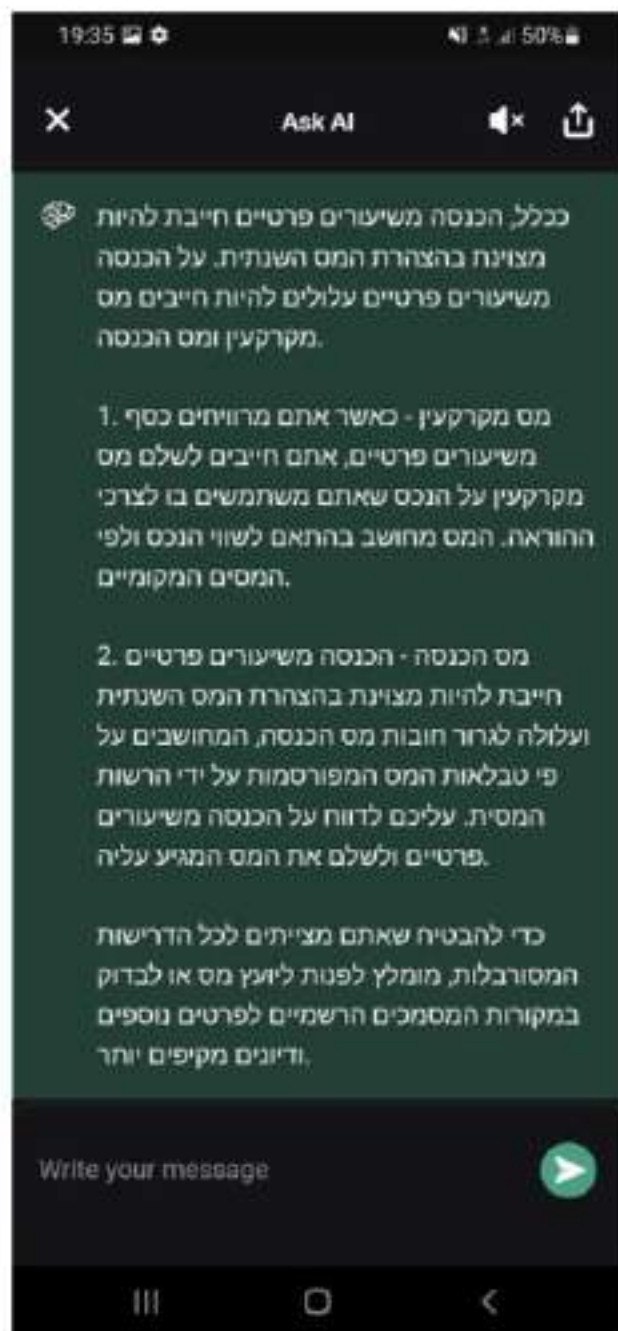 19:35
50%
Ask AI
ככלל, הכנסה משיעורים פרטיים חייבת להיות
מצוינת בהצהרת המס השנתית. על הכנסה
משיעורים פרטיים עלולים להיות חייבים מס
מקרקעין ומס הכנסה.
1. מס מקרקעין - כאשר אתם מרוויחים כסף
משיעורים פרטיים, אתם חייבים לשלם מס
מקרקעין על הנכס שאתם משתמשים בו לצרכי
ההוראה. המס מחושב בהתאם לשווי הנכס ולפי
המסים המקומיים.
2. מס הכנסה - הכנסה משיעורים פרטיים
חייבת להיות מצוינת בהצהרת המס השנתית
ועלולה לגרור חובות מס הכנסה, המחושבים על
פי טבלאות המס המפורסמות על ידי הרשות
המסית. עליכם לדווח על הכנסה משיעורים
פרטיים ולשלם את המס המגיע עליה.
כדי להבטיח שאתם מצייתים לכל הדרישות
המסורבלות, מומלץ לפנות ליועץ מס או לבדוק
במקורות המסמכים הרשמיים לפרטים נוספים
ודיונים מקיפים יותר.
Write your message